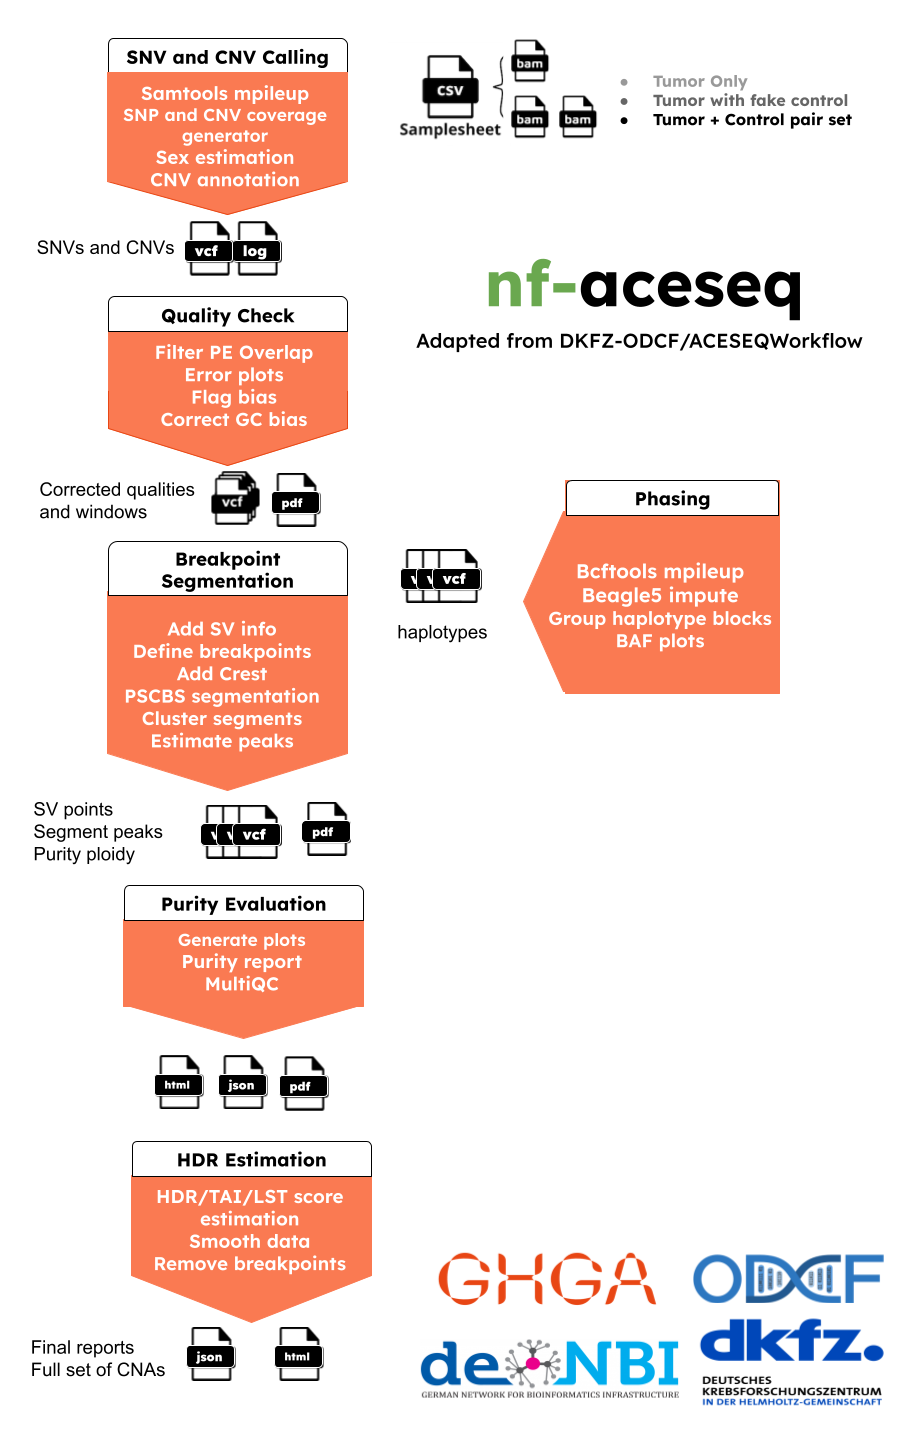 SNV and CNV Calling
Samtools mpileup
SNP and CNV coverage
generator
Sex estimation
CNV annotation
CSV
Samplesheet
bam
bam
bam
● Tumor Only
● Tumor with fake control
● Tumor + Control pair set
SNVs and CNVs
vcf
log
nf-aceseq
Adapted from DKFZ-ODCF/ACESEQWorkflow
Quality Check
Filter PE Overlap
Error plots
Flag bias
Correct GC bias
Corrected qualities
and windows
vcf
pdf
Phasing
Bcftools mpileup
Beagle5 impute
Group haplotype blocks
BAF plots
v
v
vcf
haplotypes
Breakpoint
Segmentation
Add SV info
Define breakpoints
Add Crest
PSCBS segmentation
Cluster segments
Estimate peaks
SV points
Segment peaks
Purity ploidy
v
v
vcf
pdf
Purity Evaluation
Generate plots
Purity report
MultiQC
html
json
pdf
HDR Estimation
HDR/TAI/LST score
estimation
Smooth data
Remove breakpoints
Final reports
Full set of CNAs
json
html
GHGA
ODCF
de NBI
GERMAN NETWORK FOR BIOINFORMATICS INFRASTRUCTURE
dkfz.
DEUTSCHES
KREBSFORSCHUNGSZENTRUM
IN DER HELMHOLTZ-GEMEINSCHAFT